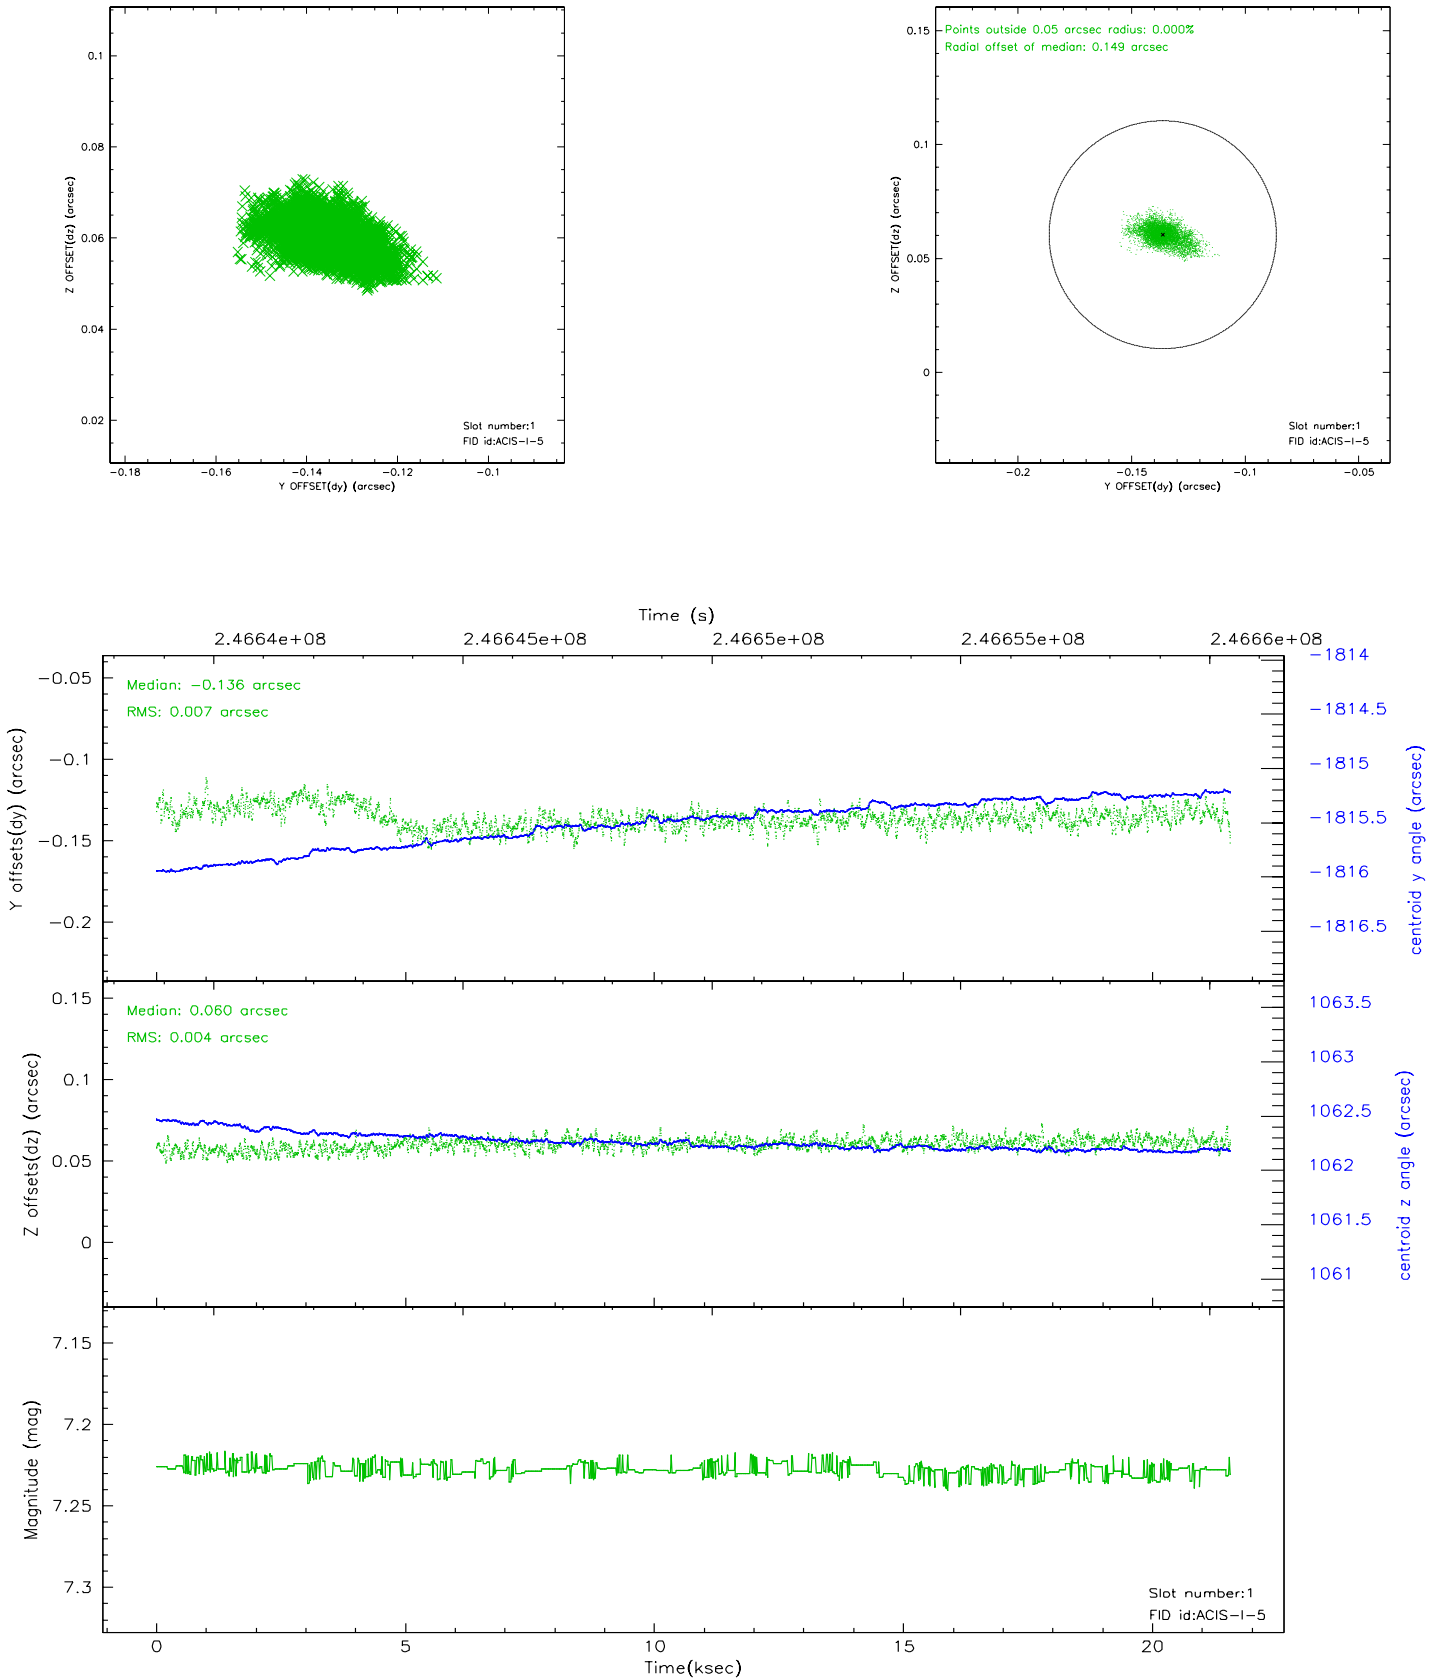 0.1
0.08
0.06
0.04
0.02
Z OFFSET(dz) (arcsec)
Slot number:1
FID id:ACIS-I-5
-0.18 -0.16 -0.14 -0.12 -0.1
Y OFFSET(dy) (arcsec)
Points outside 0.05 arcsec radius: 0.000%
Radial offset of median: 0.149 arcsec
0.15
0.1
0.05
0
Z OFFSET(dz) (arcsec)
Slot number:1
FID id:ACIS-I-5
-0.2 -0.15 -0.1 -0.05
Y OFFSET(dy) (arcsec)
Time (s)
2.4664e+08 2.46645e+08 2.4665e+08 2.46655e+08 2.4666e+08
Median: -0.136 arcsec
RMS: 0.007 arcsec
-0.05
-0.1
-0.15
-0.2
Y offsets(dy) (arcsec)
-1814
-1814.5
-1815
-1815.5
-1816
-1816.5
centroid y angle (arcsec)
Median: 0.060 arcsec
RMS: 0.004 arcsec
0.15
0.1
0.05
0
Z offsets(dz) (arcsec)
1063.5
1063
1062.5
1062
1061.5
1061
centroid z angle (arcsec)
7.15
7.2
7.25
7.3
Magnitude (mag)
Slot number:1
FID id:ACIS-I-5
0 5 10 15 20
Time(ksec)